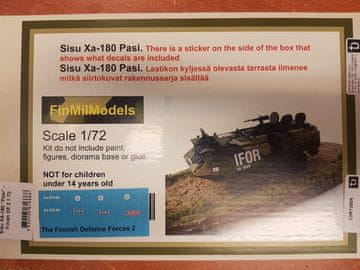 Sisu Xa-180 Pasi. There is a sticker on the side of the box that
shows what decals are included.
Sisu Xa-180 Pasi. Laatikon kyljessä olevasta tarrasta ilmenee
mitkä siirtokuvat rakennussarja sisältää
FinMilModels
Scale 1/72
Kit do not include paint,
figures, diorama base or glue.
NOT for children
under 14 years old
The Finnish Defence Forces 2
IFOR